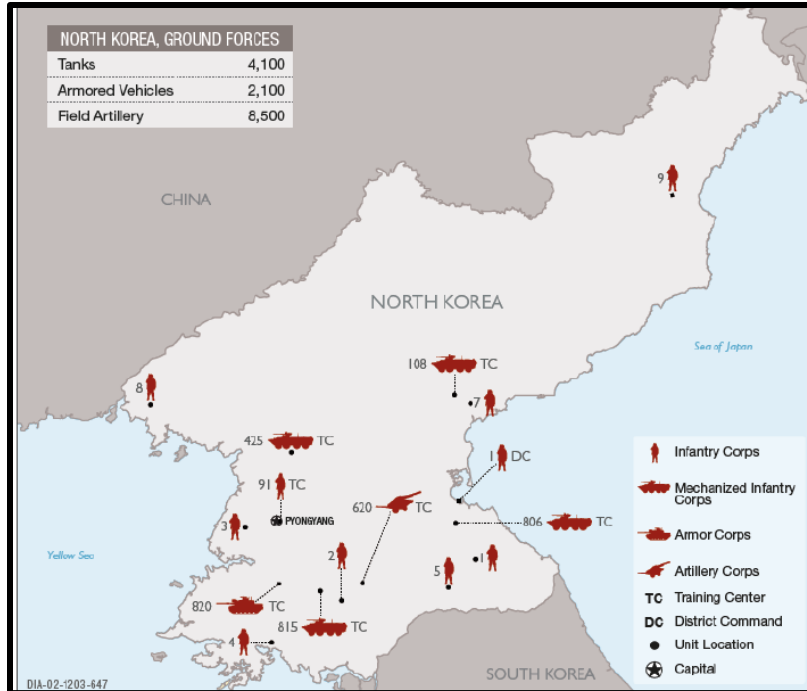 NORTH KOREA, GROUND FORCES
Tanks 4,100
Armored Vehicles 2,100
Field Artillery 8,500
CHINA
9
NORTH KOREA
Sea of Japan
108 TC
8
7
425 TC
1 DC
91 TC
620 TC
PYONGYANG
3
806 TC
Yellow Sea
2
5
1
820 TC
815 TC
4
SOUTH KOREA
Infantry Corps
Mechanized Infantry
Corps
Armor Corps
Artillery Corps
TC Training Center
DC District Command
Unit Location
Capital
DIA-02-1203-647